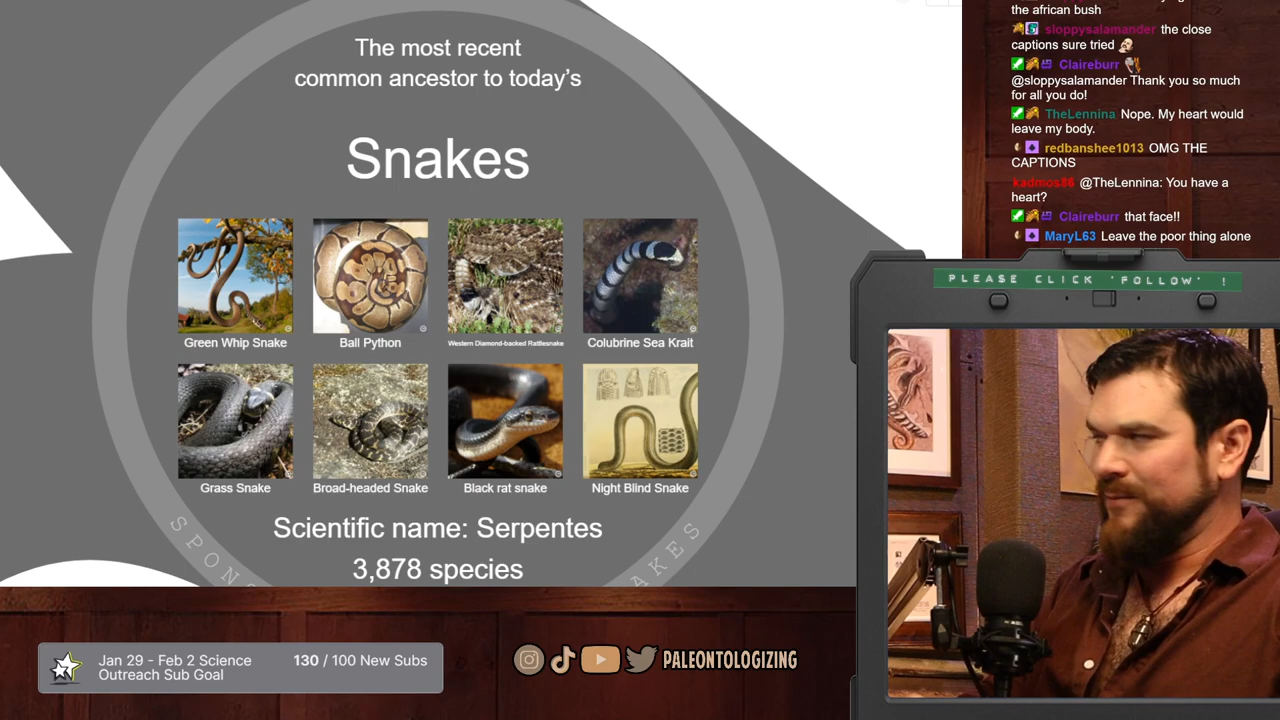 The most recent
common ancestor to today's
Snakes
Green Whip Snake
Ball Python
Western Diamond-backed Rattlesnake
Colubrine Sea Krait
Grass Snake
Broad-headed Snake
Black rat snake
Night Blind Snake
Scientific name: Serpentes
3,878 species
SPONS
AKES
the african bush
sloppysalamander the close
captions sure tried
Claireburr
@sloppysalamander Thank you so much
for all you do!
TheLennina Nope. My heart would
leave my body.
redbanshee1013 OMG THE
CAPTIONS
kadmos86 @TheLennina: You have a
heart?
Claireburr that face!!
MaryL63 Leave the poor thing alone
PLEASE CLICK 'FOLLOW' !
7
Jan 29 - Feb 2 Science
Outreach Sub Goal
130 / 100 New Subs
PALEONTOLOGIZING